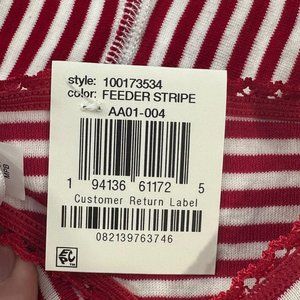 style: 100173534
color: FEEDER STRIPE
AA01-004
1 94136 61172 5
Customer Return Label
082139763746